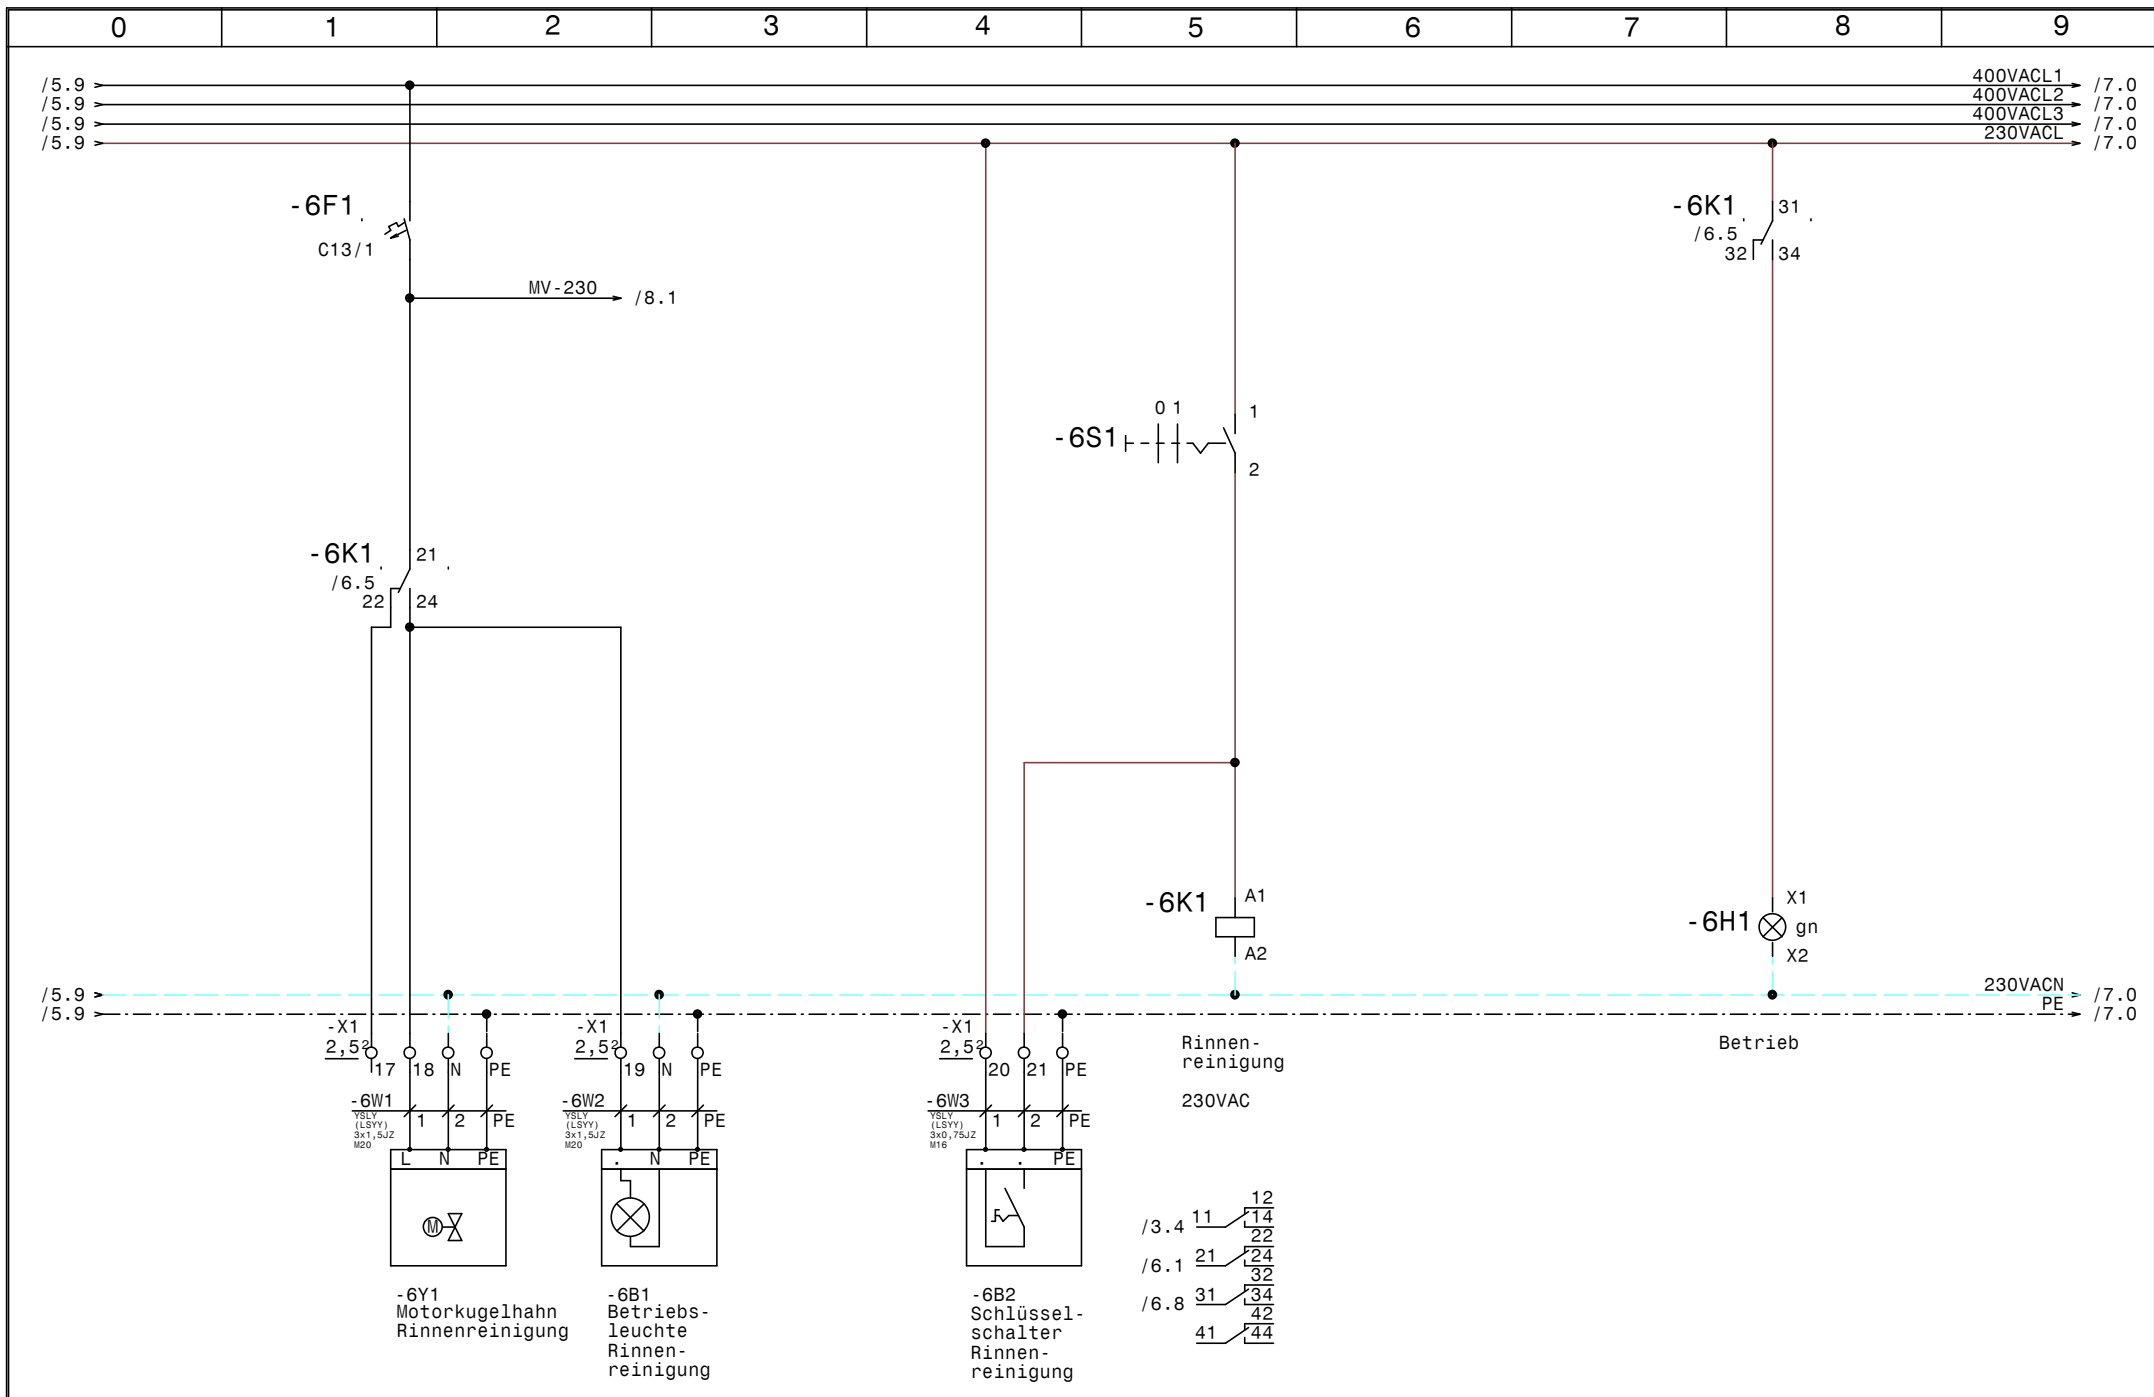 0 1 2 3 4 5 6 7 8 9
/5.9 400VACL1 /7.0
/5.9 400VACL2 /7.0
/5.9 400VACL3 /7.0
/5.9 230VACL /7.0
-6F1
C13/1
MV-230 /8.1
-6K1 31
/6.5
32 34
0 1 1
-6S1
2
-6K1 21
/6.5
22 24
-6K1 A1
A2
-6H1 X1
gn
X2
/5.9 230VACN /7.0
/5.9 PE /7.0
-X1
2,5²
17 18 N PE
-X1
2,5²
19 N PE
-X1
2,5²
20 21 PE
Rinnen-
reinigung
230VAC
Betrieb
-6W1
YSLY
(LSYY)
3x1,5JZ
M20
1 2 PE
-6W2
YSLY
(LSYY)
3x1,5JZ
M20
1 2 PE
-6W3
YSLY
(LSYY)
3x0,75JZ
M16
1 2 PE
L N PE
. N PE
. . PE
M
-6Y1
Motorkugelhahn
Rinnenreinigung
-6B1
Betriebs-
leuchte
Rinnen-
reinigung
-6B2
Schlüssel-
schalter
Rinnen-
reinigung
12
/3.4 11 14
22
/6.1 21 24
32
/6.8 31 34
42
41 44